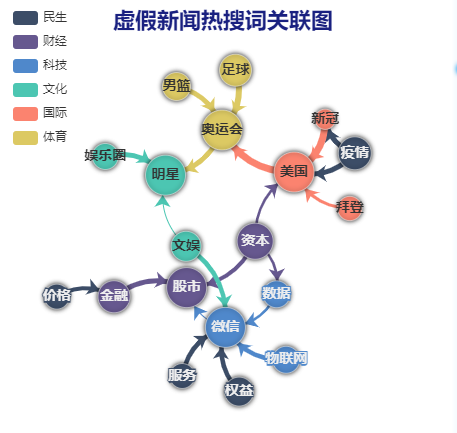 虚假新闻热搜词关联图
民生
财经
科技
文化
国际
体育
足球
男篮
奥运会
新冠
疫情
娱乐圈
明星
美国
拜登
文娱
资本
股市
数据
价格
金融
微信
物联网
服务
权益